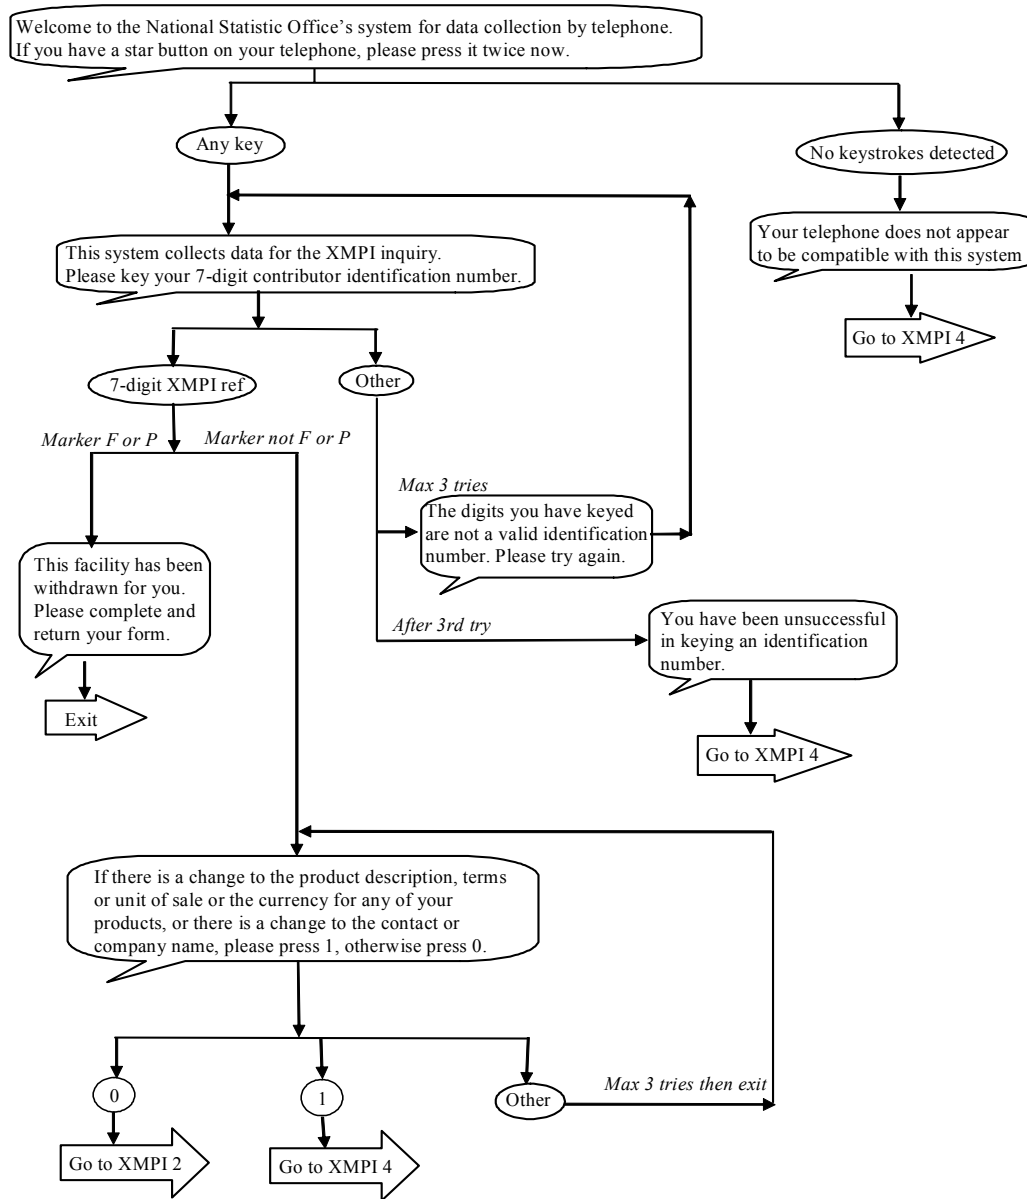 Welcome to the National Statistic Office's system for data collection by telephone.
If you have a star button on your telephone, please press it twice now.
Any key
No keystrokes detected
This system collects data for the XMPI inquiry.
Please key your 7-digit contributor identification number.
Your telephone does not appear
to be compatible with this system
Go to XMPI 4
7-digit XMPI ref
Other
Marker F or P
Marker not F or P
Max 3 tries
The digits you have keyed
are not a valid identification
number. Please try again.
This facility has been
withdrawn for you.
Please complete and
return your form.
After 3rd try
You have been unsuccessful
in keying an identification
number.
Exit
Go to XMPI 4
If there is a change to the product description, terms
or unit of sale or the currency for any of your
products, or there is a change to the contact or
company name, please press 1, otherwise press 0.
0
1
Other
Max 3 tries then exit
Go to XMPI 2
Go to XMPI 4